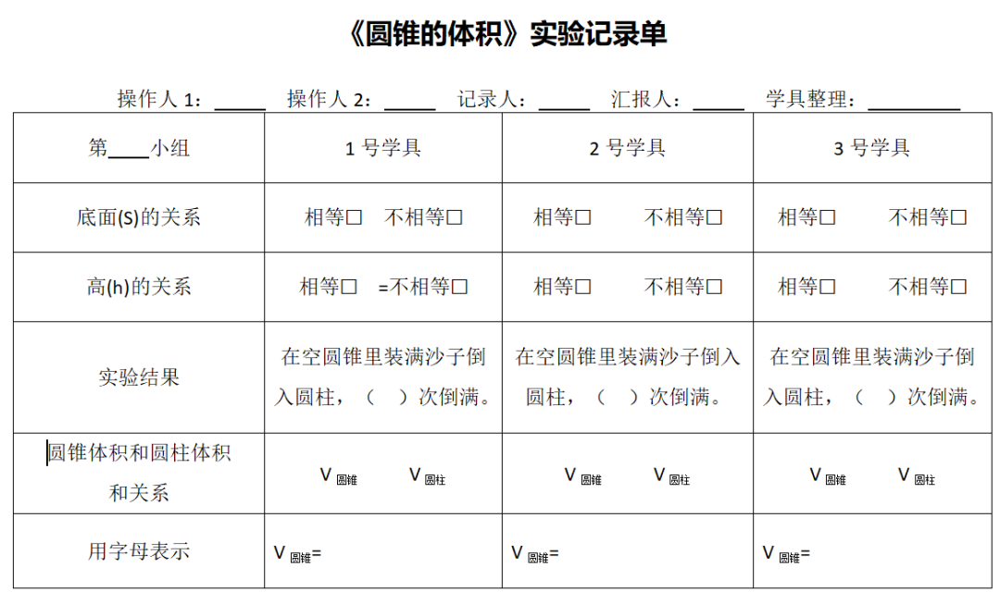 《圆锥的体积》实验记录单
操作人 1：_____ 操作人 2：_____ 记录人：_____ 汇报人：_____ 学具整理：_________
第____小组 1 号学具 2 号学具 3 号学具
底面(S)的关系 相等□ 不相等□ 相等□ 不相等□ 相等□ 不相等□
高(h)的关系 相等□ =不相等□ 相等□ 不相等□ 相等□ 不相等□
实验结果
在空圆锥里装满沙子倒
入圆柱，（ ）次倒满。
在空圆锥里装满沙子倒入
圆柱，（ ）次倒满。
在空圆锥里装满沙子倒
入圆柱，（ ）次倒满。
圆锥体积和圆柱体积
和关系
V 圆锥 V 圆柱 V 圆锥 V 圆柱 V 圆锥 V 圆柱
用字母表示 V 圆锥= V 圆锥= V 圆锥=